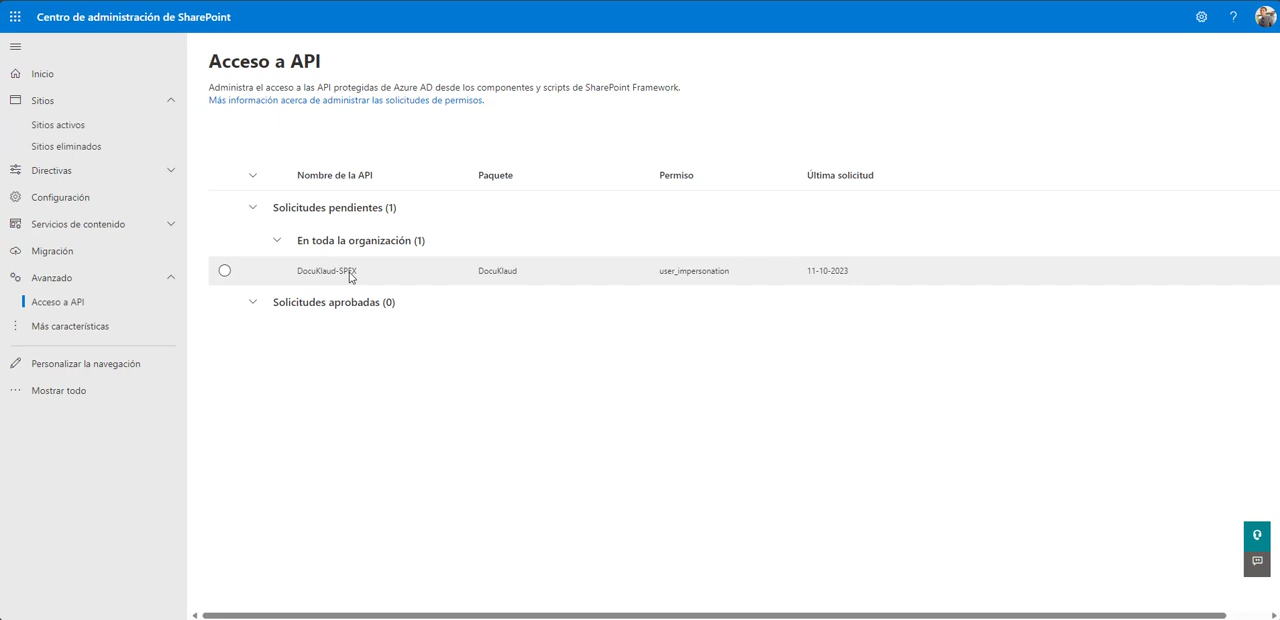 Centro de administración de SharePoint
?
Inicio
Sitios
Sitios activos
Sitios eliminados
Directivas
Configuración
Servicios de contenido
Migración
Avanzado
Acceso a API
Más características
Personalizar la navegación
Mostrar todo
Acceso a API
Administra el acceso a las API protegidas de Azure AD desde los componentes y scripts de SharePoint Framework.
Más información acerca de administrar las solicitudes de permisos.
Nombre de la API Paquete Permiso Última solicitud
Solicitudes pendientes (1)
En toda la organización (1)
DocuKlaud-SPFX DocuKlaud user_impersonation 11-10-2023
Solicitudes aprobadas (0)